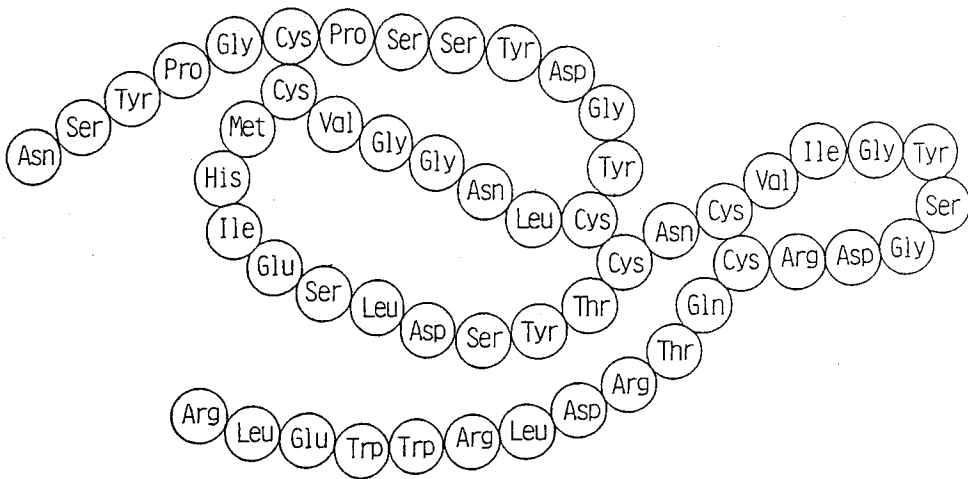 Asn Ser Tyr Pro Gly Cys Pro Ser Ser Tyr Asp Gly Tyr
Cys Leu Asn Gly Gly Val Cys
Met His Ile Glu Ser Leu Asp Ser Tyr Thr Cys
Asn Cys Val Ile Gly Tyr Ser Gly Asp Arg Cys
Gln Thr Arg Asp Leu Arg Trp Trp Glu Leu Arg